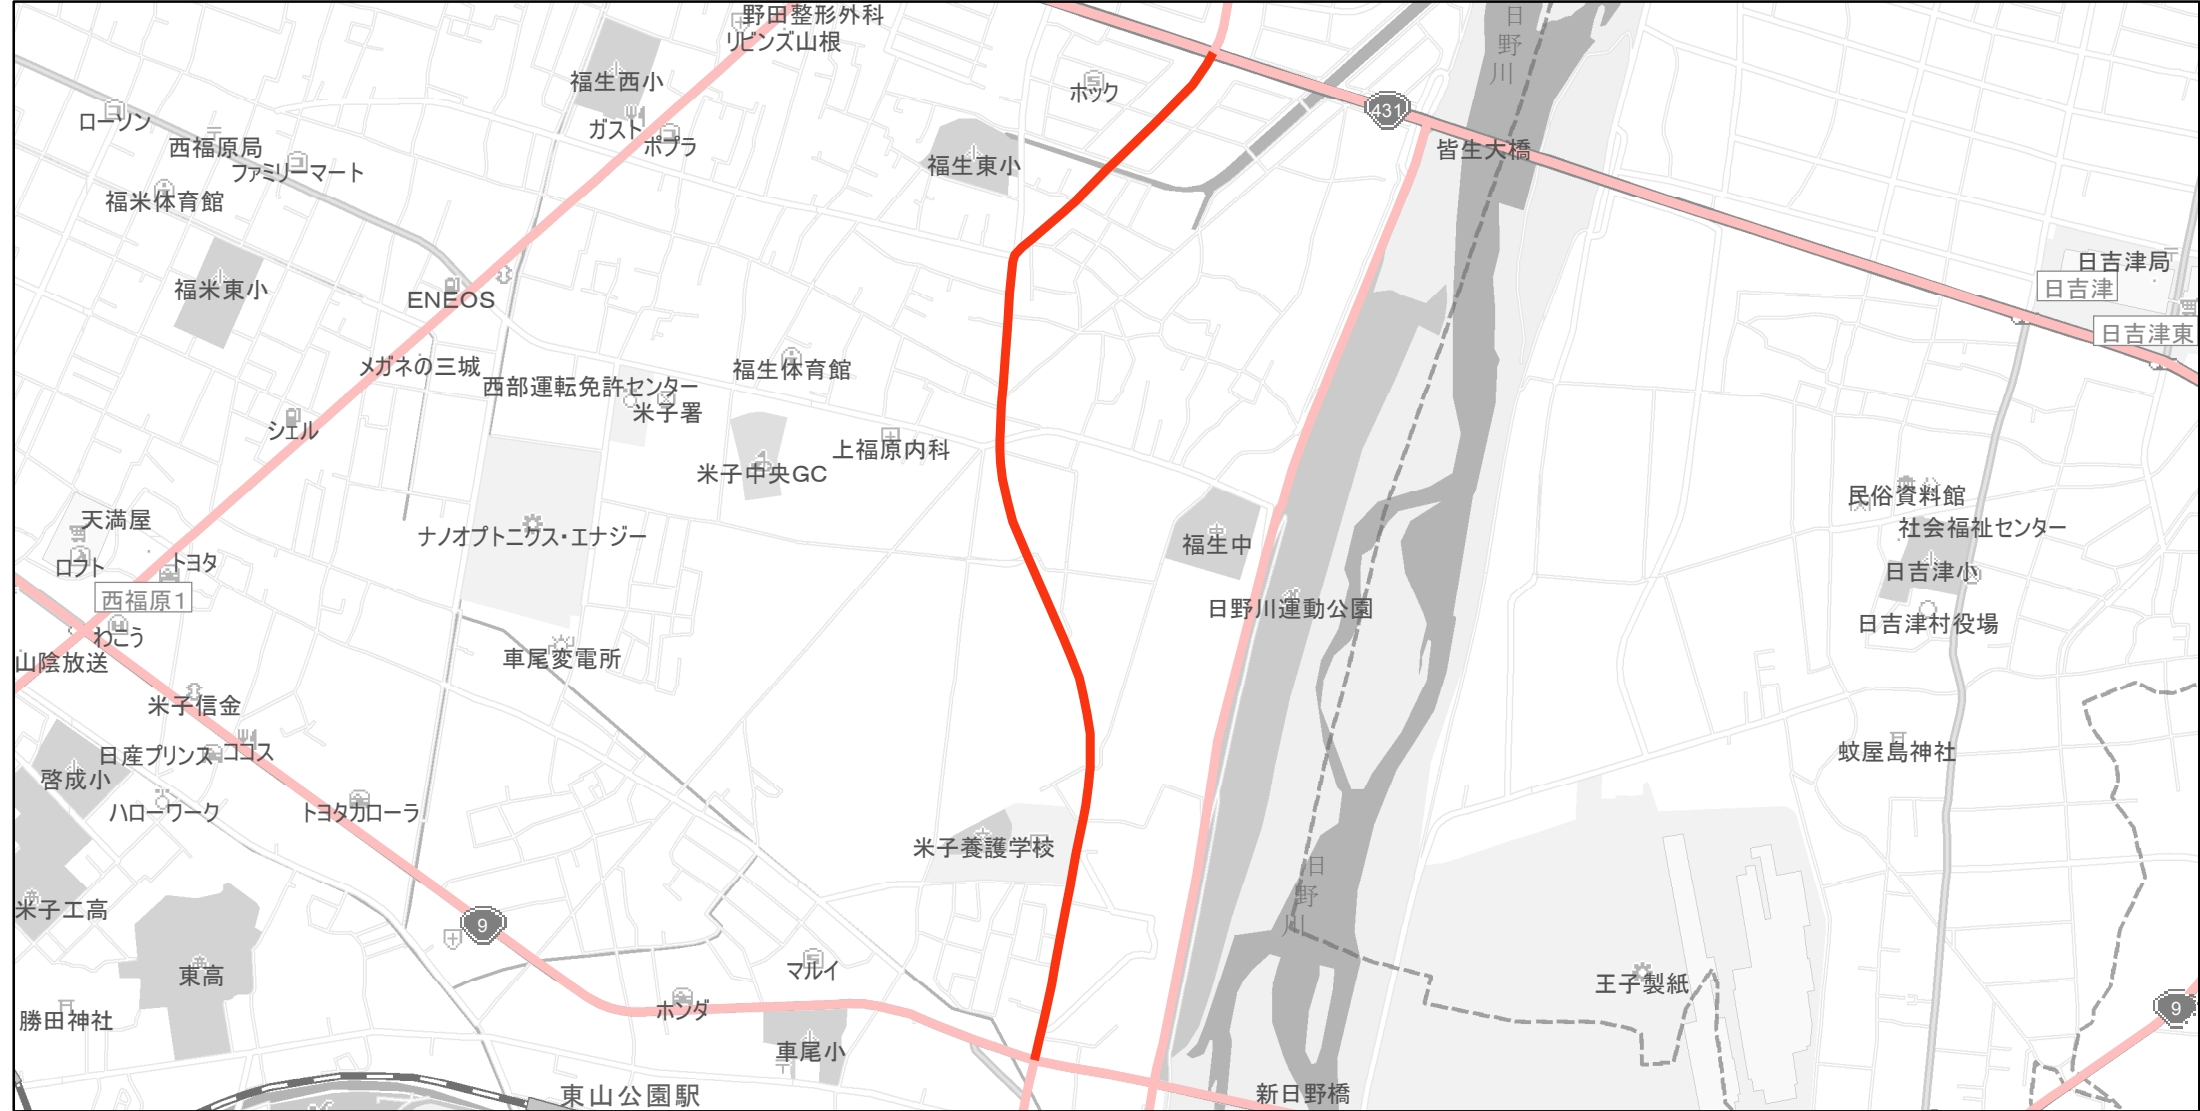 野田整形外科
リビンズ山根
日
野
川
福生西小
ホック
431
ローソン
ガスト
ポプラ
西福原局
ファミリーマート
福生東小
皆生大橋
福米体育館
福米東小
ENEOS
日吉津局
日吉津
日吉津東
メガネの三城
西部運転免許センター
福生体育館
米子署
シェル
上福原内科
米子中央GC
民俗資料館
天満屋
ナノオプトニクス・エナジー
福生中
社会福祉センター
ロフト
トヨタ
日吉津小
西福原1
日野川運動公園
日吉津村役場
わこう
山陰放送
車尾変電所
米子信金
日産プリンス
ココス
蚊屋島神社
啓成小
ハローワーク
トヨタカローラ
米子養護学校
日
野
川
米子工高
9
東高
マルイ
王子製紙
ホンダ
9
勝田神社
車尾小
東山公園駅
新日野橋